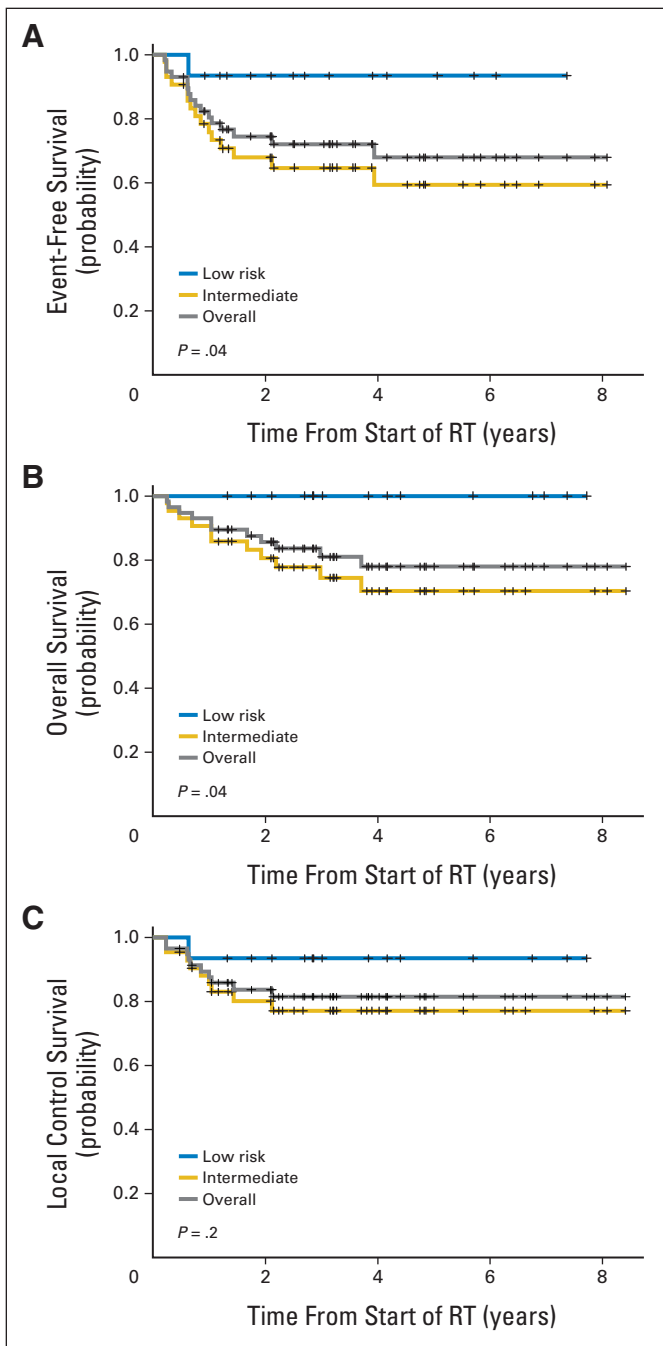 A
Event-Free Survival
(probability)
1.0
0.8
0.6
0.4
0.2
0
2
4
6
8
Low risk
Intermediate
Overall
P = .04
Time From Start of RT (years)
B
Overall Survival
(probability)
1.0
0.8
0.6
0.4
0.2
0
2
4
6
8
Low risk
Intermediate
Overall
P = .04
Time From Start of RT (years)
C
Local Control Survival
(probability)
1.0
0.8
0.6
0.4
0.2
0
2
4
6
8
Low risk
Intermediate
Overall
P = .2
Time From Start of RT (years)